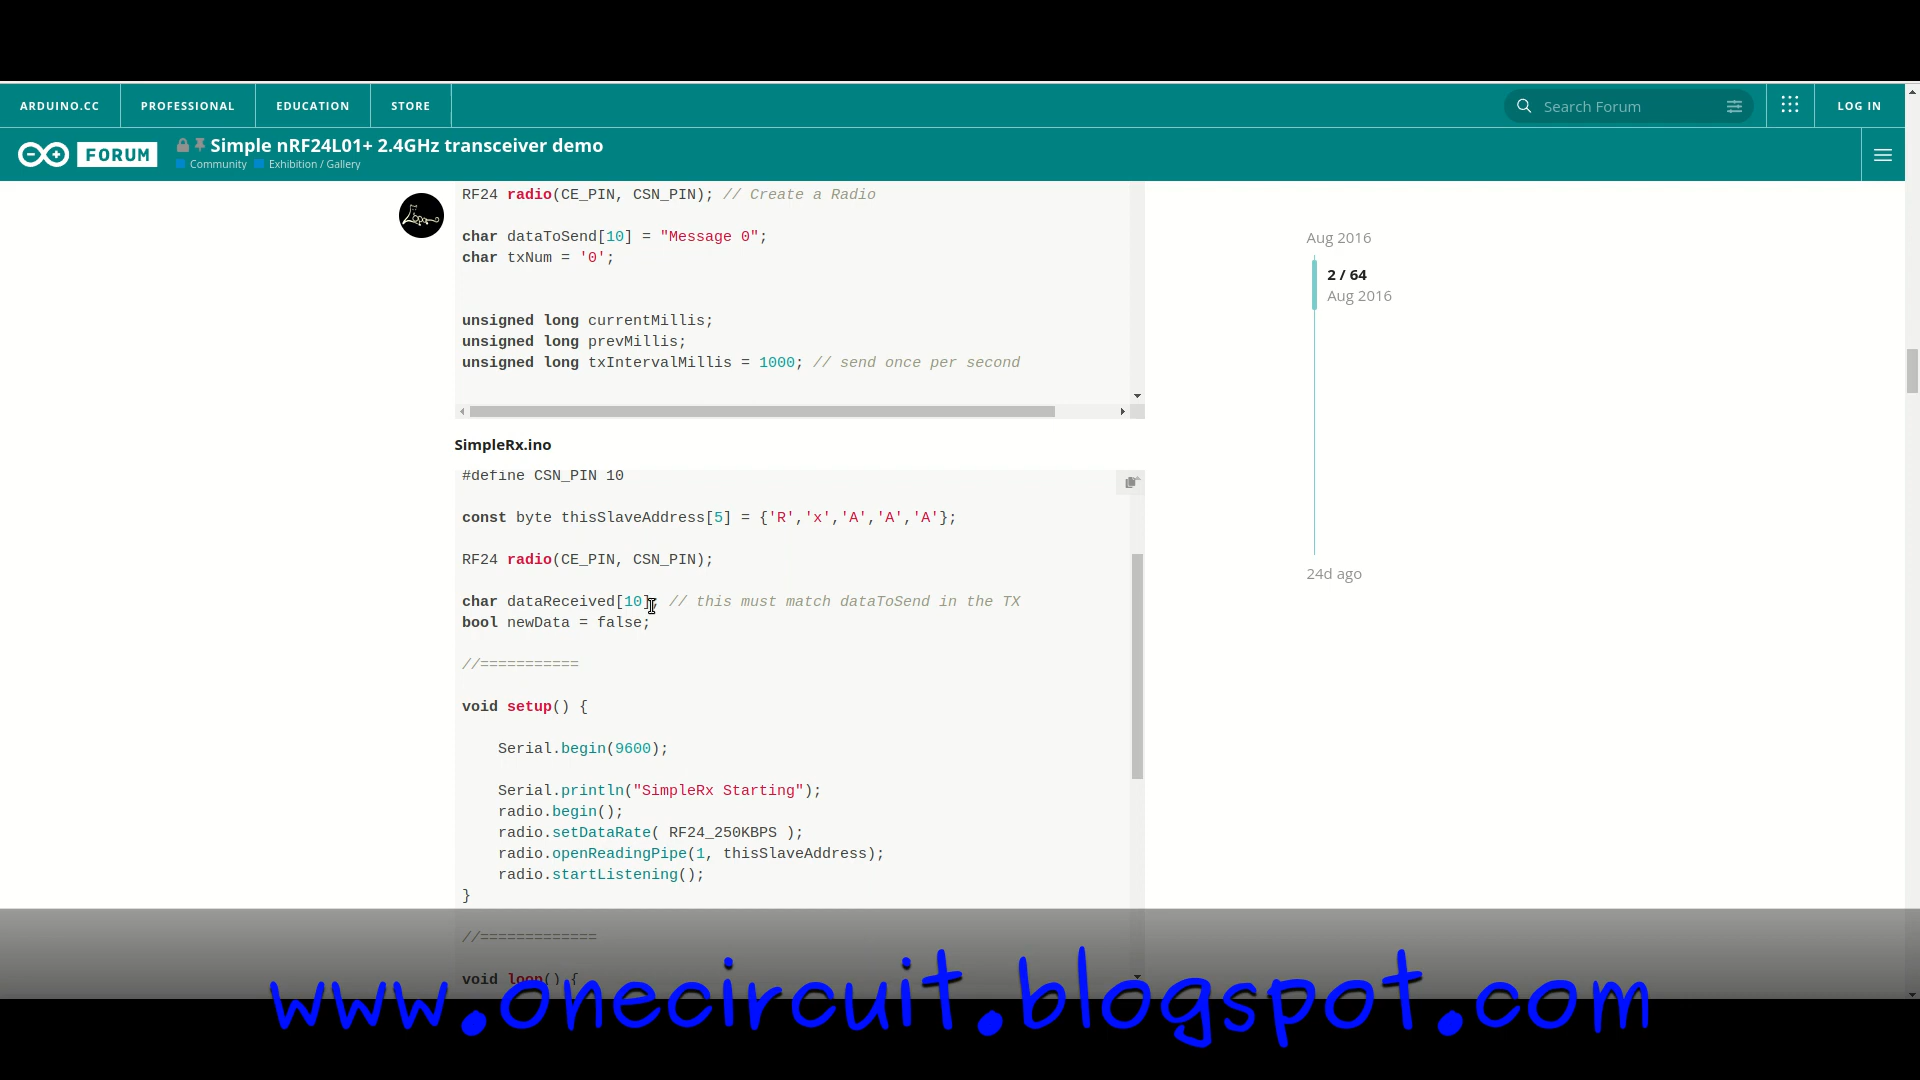 ARDUINO.CC PROFESSIONAL EDUCATION STORE Search Forum LOG IN
FORUM Simple nRF24L01+ 2.4GHz transceiver demo
Community Exhibition / Gallery
RF24 radio(CE_PIN, CSN_PIN); // Create a Radio
char dataToSend[10] = "Message 0";
char txNum = '0';
unsigned long currentMillis;
unsigned long prevMillis;
unsigned long txIntervalMillis = 1000; // send once per second
SimpleRx.ino
#define CSN_PIN 10
const byte thisSlaveAddress[5] = {'R','x','A','A','A'};
RF24 radio(CE_PIN, CSN_PIN);
char dataReceived[10]; // this must match dataToSend in the TX
bool newData = false;
//===========
void setup() {
    Serial.begin(9600);
    Serial.println("SimpleRx Starting");
    radio.begin();
    radio.setDataRate( RF24_250KBPS );
    radio.openReadingPipe(1, thisSlaveAddress);
    radio.startListening();
}
//=============
void loop() {
Aug 2016
2 / 64
Aug 2016
24d ago
www.onecircuit.blogspot.com